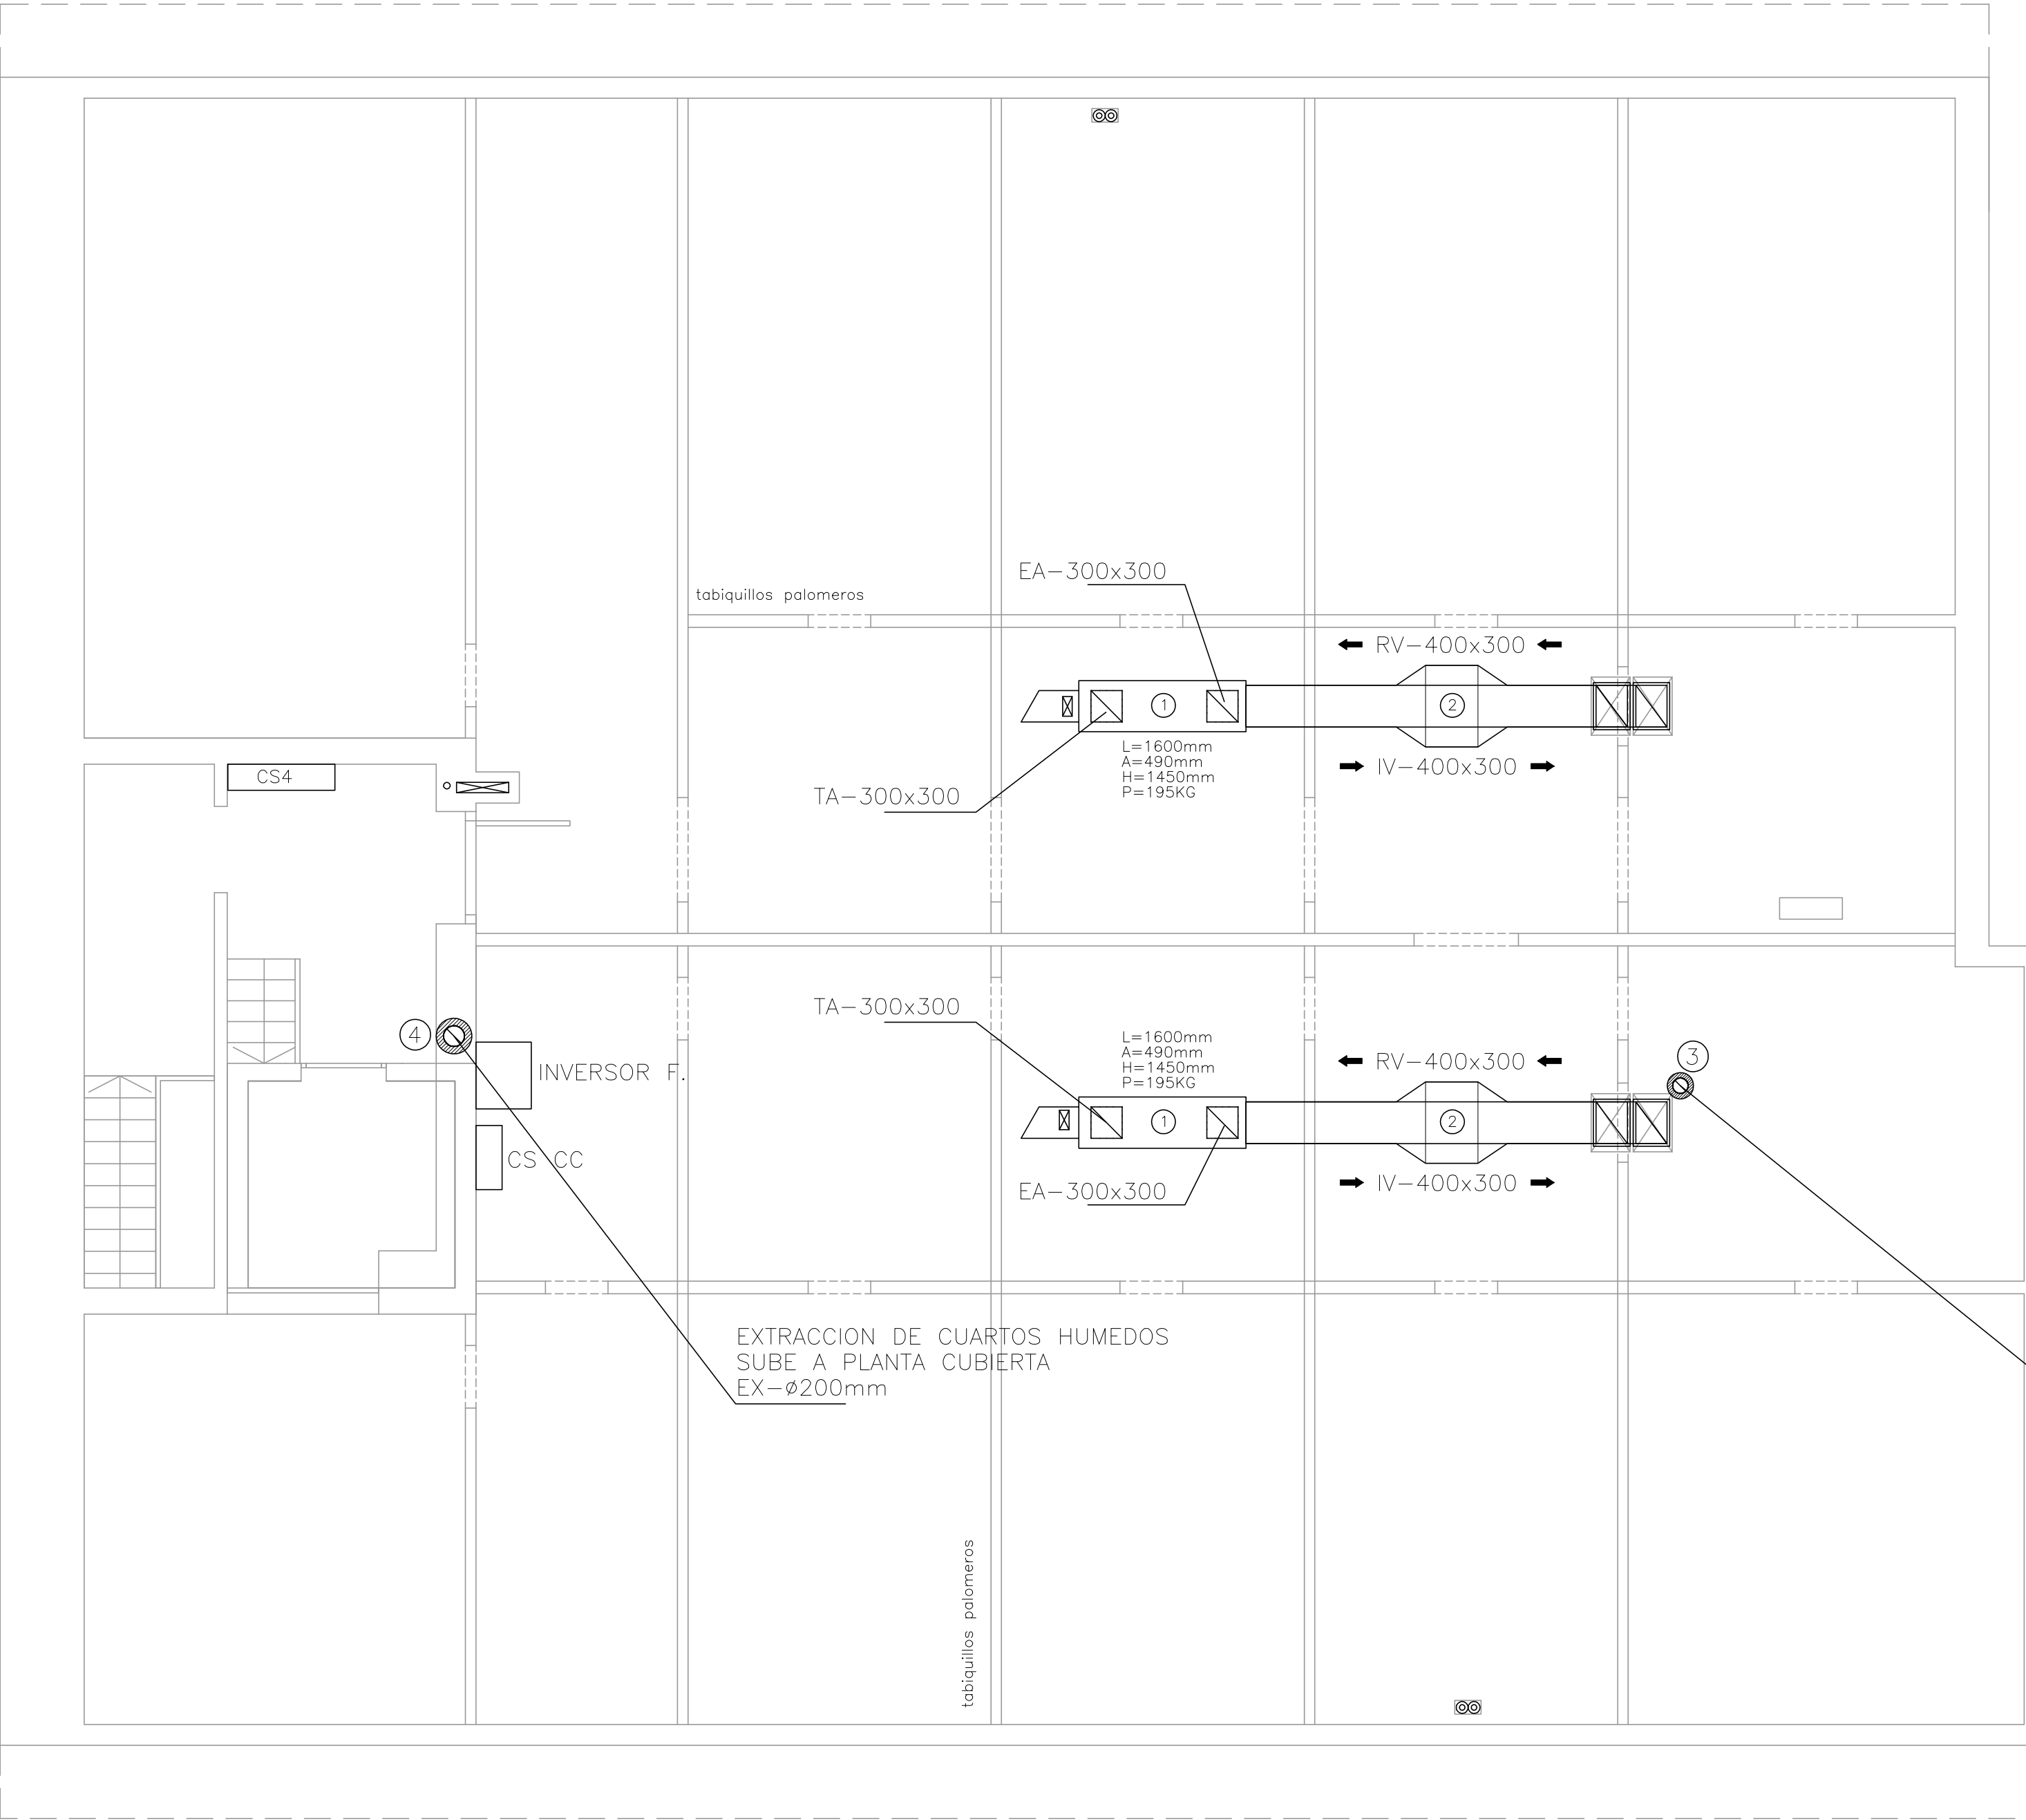 EA-300x300
tabiquillos palomeros
RV-400x300
1
2
L=1600mm
A=490mm
H=1450mm
P=195KG
IV-400x300
CS4
TA-300x300
TA-300x300
4
L=1600mm
A=490mm
H=1450mm
P=195KG
RV-400x300
3
INVERSOR F.
1
2
CS CC
EA-300x300
IV-400x300
EXTRACCION DE CUARTOS HUMEDOS
SUBE A PLANTA CUBIERTA
EX-ø200mm
tabiquillos palomeros